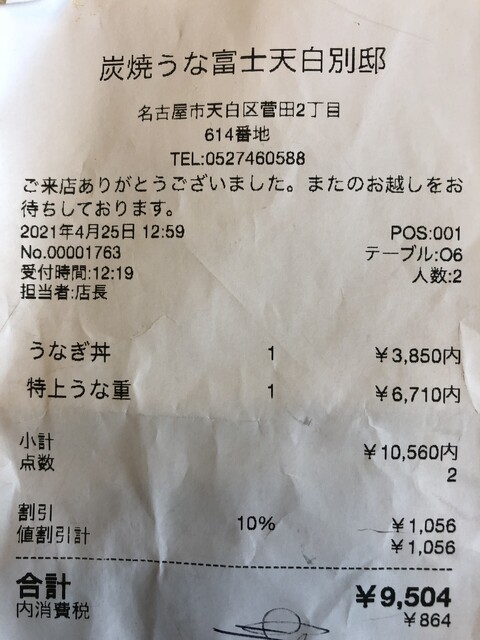 炭焼うな富士天白別邸
名古屋市天白区菅田2丁目
614番地
TEL:0527460588
ご来店ありがとうございました。またのお越しをお
待ちしております。
2021年4月25日 12:59 POS:001
No.00001763 テーブル:06
受付時間:12:19 人数:2
担当者:店長
うなぎ丼 1 ¥3,850内
特上うな重 1 ¥6,710内
小計 ¥10,560内
点数 2
割引 10% ¥1,056
値割引計 ¥1,056
合計 ¥9,504
内消費税 ¥864